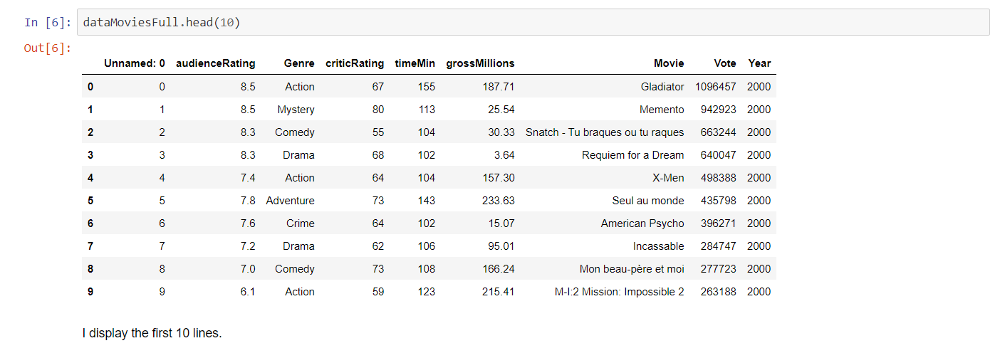 In [6]: dataMoviesFull.head(10)
Out[6]:
Unnamed: 0 audienceRating Genre criticRating timeMin grossMillions Movie Vote Year
0 0 8.5 Action 67 155 187.71 Gladiator 1096457 2000
1 1 8.5 Mystery 80 113 25.54 Memento 942923 2000
2 2 8.3 Comedy 55 104 30.33 Snatch - Tu braques ou tu raques 663244 2000
3 3 8.3 Drama 68 102 3.64 Requiem for a Dream 640047 2000
4 4 7.4 Action 64 104 157.30 X-Men 498388 2000
5 5 7.8 Adventure 73 143 233.63 Seul au monde 435798 2000
6 6 7.6 Crime 64 102 15.07 American Psycho 396271 2000
7 7 7.2 Drama 62 106 95.01 Incassable 284747 2000
8 8 7.0 Comedy 73 108 166.24 Mon beau-père et moi 277723 2000
9 9 6.1 Action 59 123 215.41 M-I:2 Mission: Impossible 2 263188 2000
I display the first 10 lines.